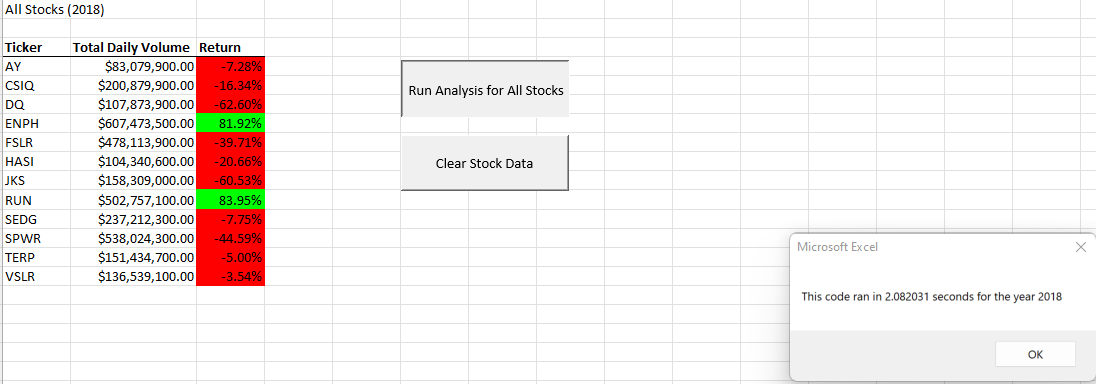 All Stocks (2018)
Ticker Total Daily Volume Return
AY $83,079,900.00 -7.28%
CSIQ $200,879,900.00 -16.34%
DQ $107,873,900.00 -62.60%
ENPH $607,473,500.00 81.92%
FSLR $478,113,900.00 -39.71%
HASI $104,340,600.00 -20.66%
JKS $158,309,000.00 -60.53%
RUN $502,757,100.00 83.95%
SEDG $237,212,300.00 -7.75%
SPWR $538,024,300.00 -44.59%
TERP $151,434,700.00 -5.00%
VSLR $136,539,100.00 -3.54%
Run Analysis for All Stocks
Clear Stock Data
Microsoft Excel
This code ran in 2.082031 seconds for the year 2018
OK